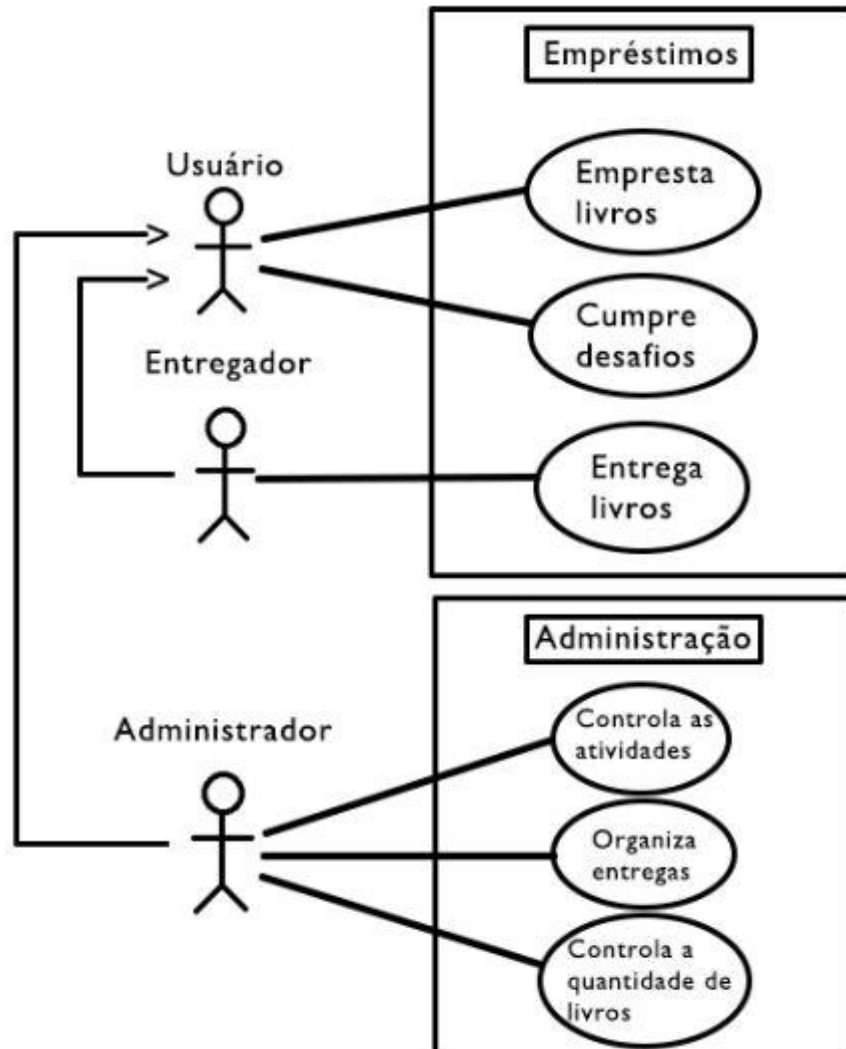 Empréstimos
Usuário
Empresta
livros
Cumpre
desafios
Entregador
Entrega
livros
Administração
Administrador
Controla as
atividades
Organiza
entregas
Controla a
quantidade de
livros